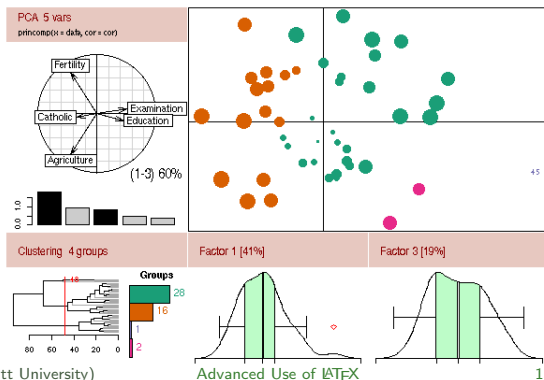 PCA 5 vars
princomp(x = data, cor = cor)
Fertility
Catholic
Examination
Education
Agriculture
(1-3) 60%
0.0 1.0
45
Clustering 4 groups
Factor 1 [41%]
Factor 3 [19%]
4-48
Groups
28
16
1
2
80 60 40 20 0
tt University)
Advanced Use of LATEX
1